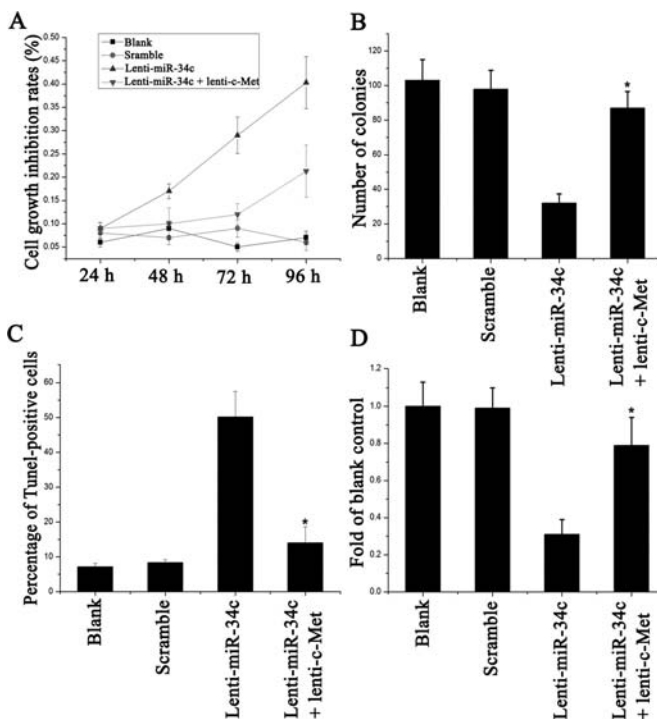 A
Cell growth inhibition rates (%)
0.50
0.45
0.40
0.35
0.30
0.25
0.20
0.15
0.10
0.05
Blank
Sramble
Lenti-miR-34c
Lenti-miR-34c + lenti-c-Met
24 h 48 h 72 h 96 h
B
Number of colonies
120
100
80
60
40
20
0
*
Blank
Scramble
Lenti-miR-34c
Lenti-miR-34c
+ lenti-c-Met
C
Percentage of Tunel-positive cells
60
50
40
30
20
10
0
*
Blank
Scramble
Lenti-miR-34c
Lenti-miR-34c
+ lenti-c-Met
D
Fold of blank control
1.2
1.0
0.8
0.6
0.4
0.2
0.0
*
Blank
Scramble
Lenti-miR-34c
Lenti-miR-34c
+ lenti-c-Met